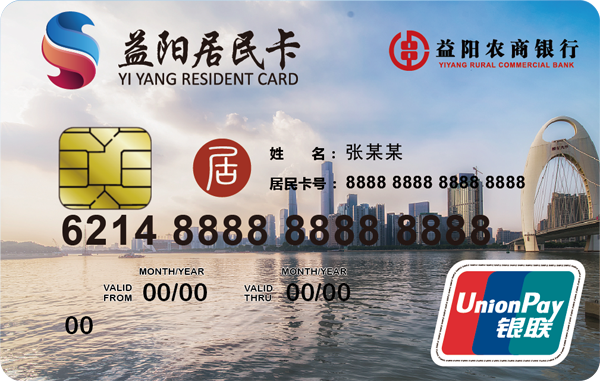 益阳居民卡
YI YANG RESIDENT CARD
益阳农商银行
YIYANG RURAL COMMERCIAL BANK
居
姓 名：张某某
居民卡号：8888 8888 8888 8888
6214 8888 8888 8888
MONTH/YEAR MONTH/YEAR
VALID FROM 00/00 VALID THRU 00/00
00
UnionPay
银联